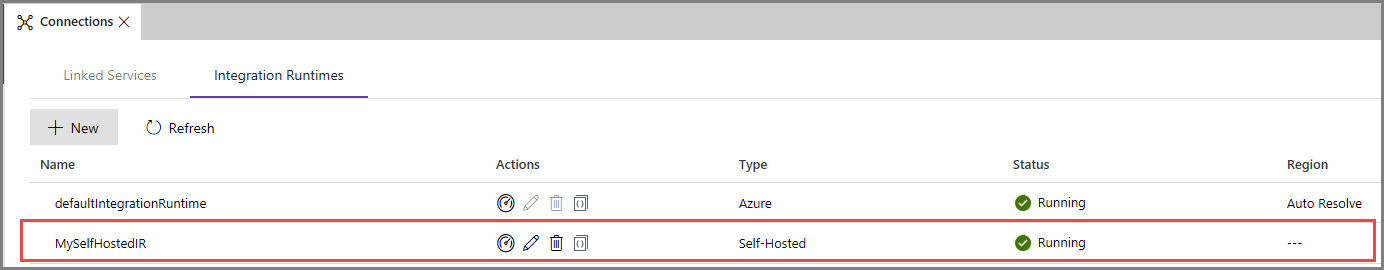 Connections
Linked Services Integration Runtimes
New Refresh
Name Actions Type Status Region
defaultIntegrationRuntime Azure Running Auto Resolve
MySelfHostedIR Self-Hosted Running ---